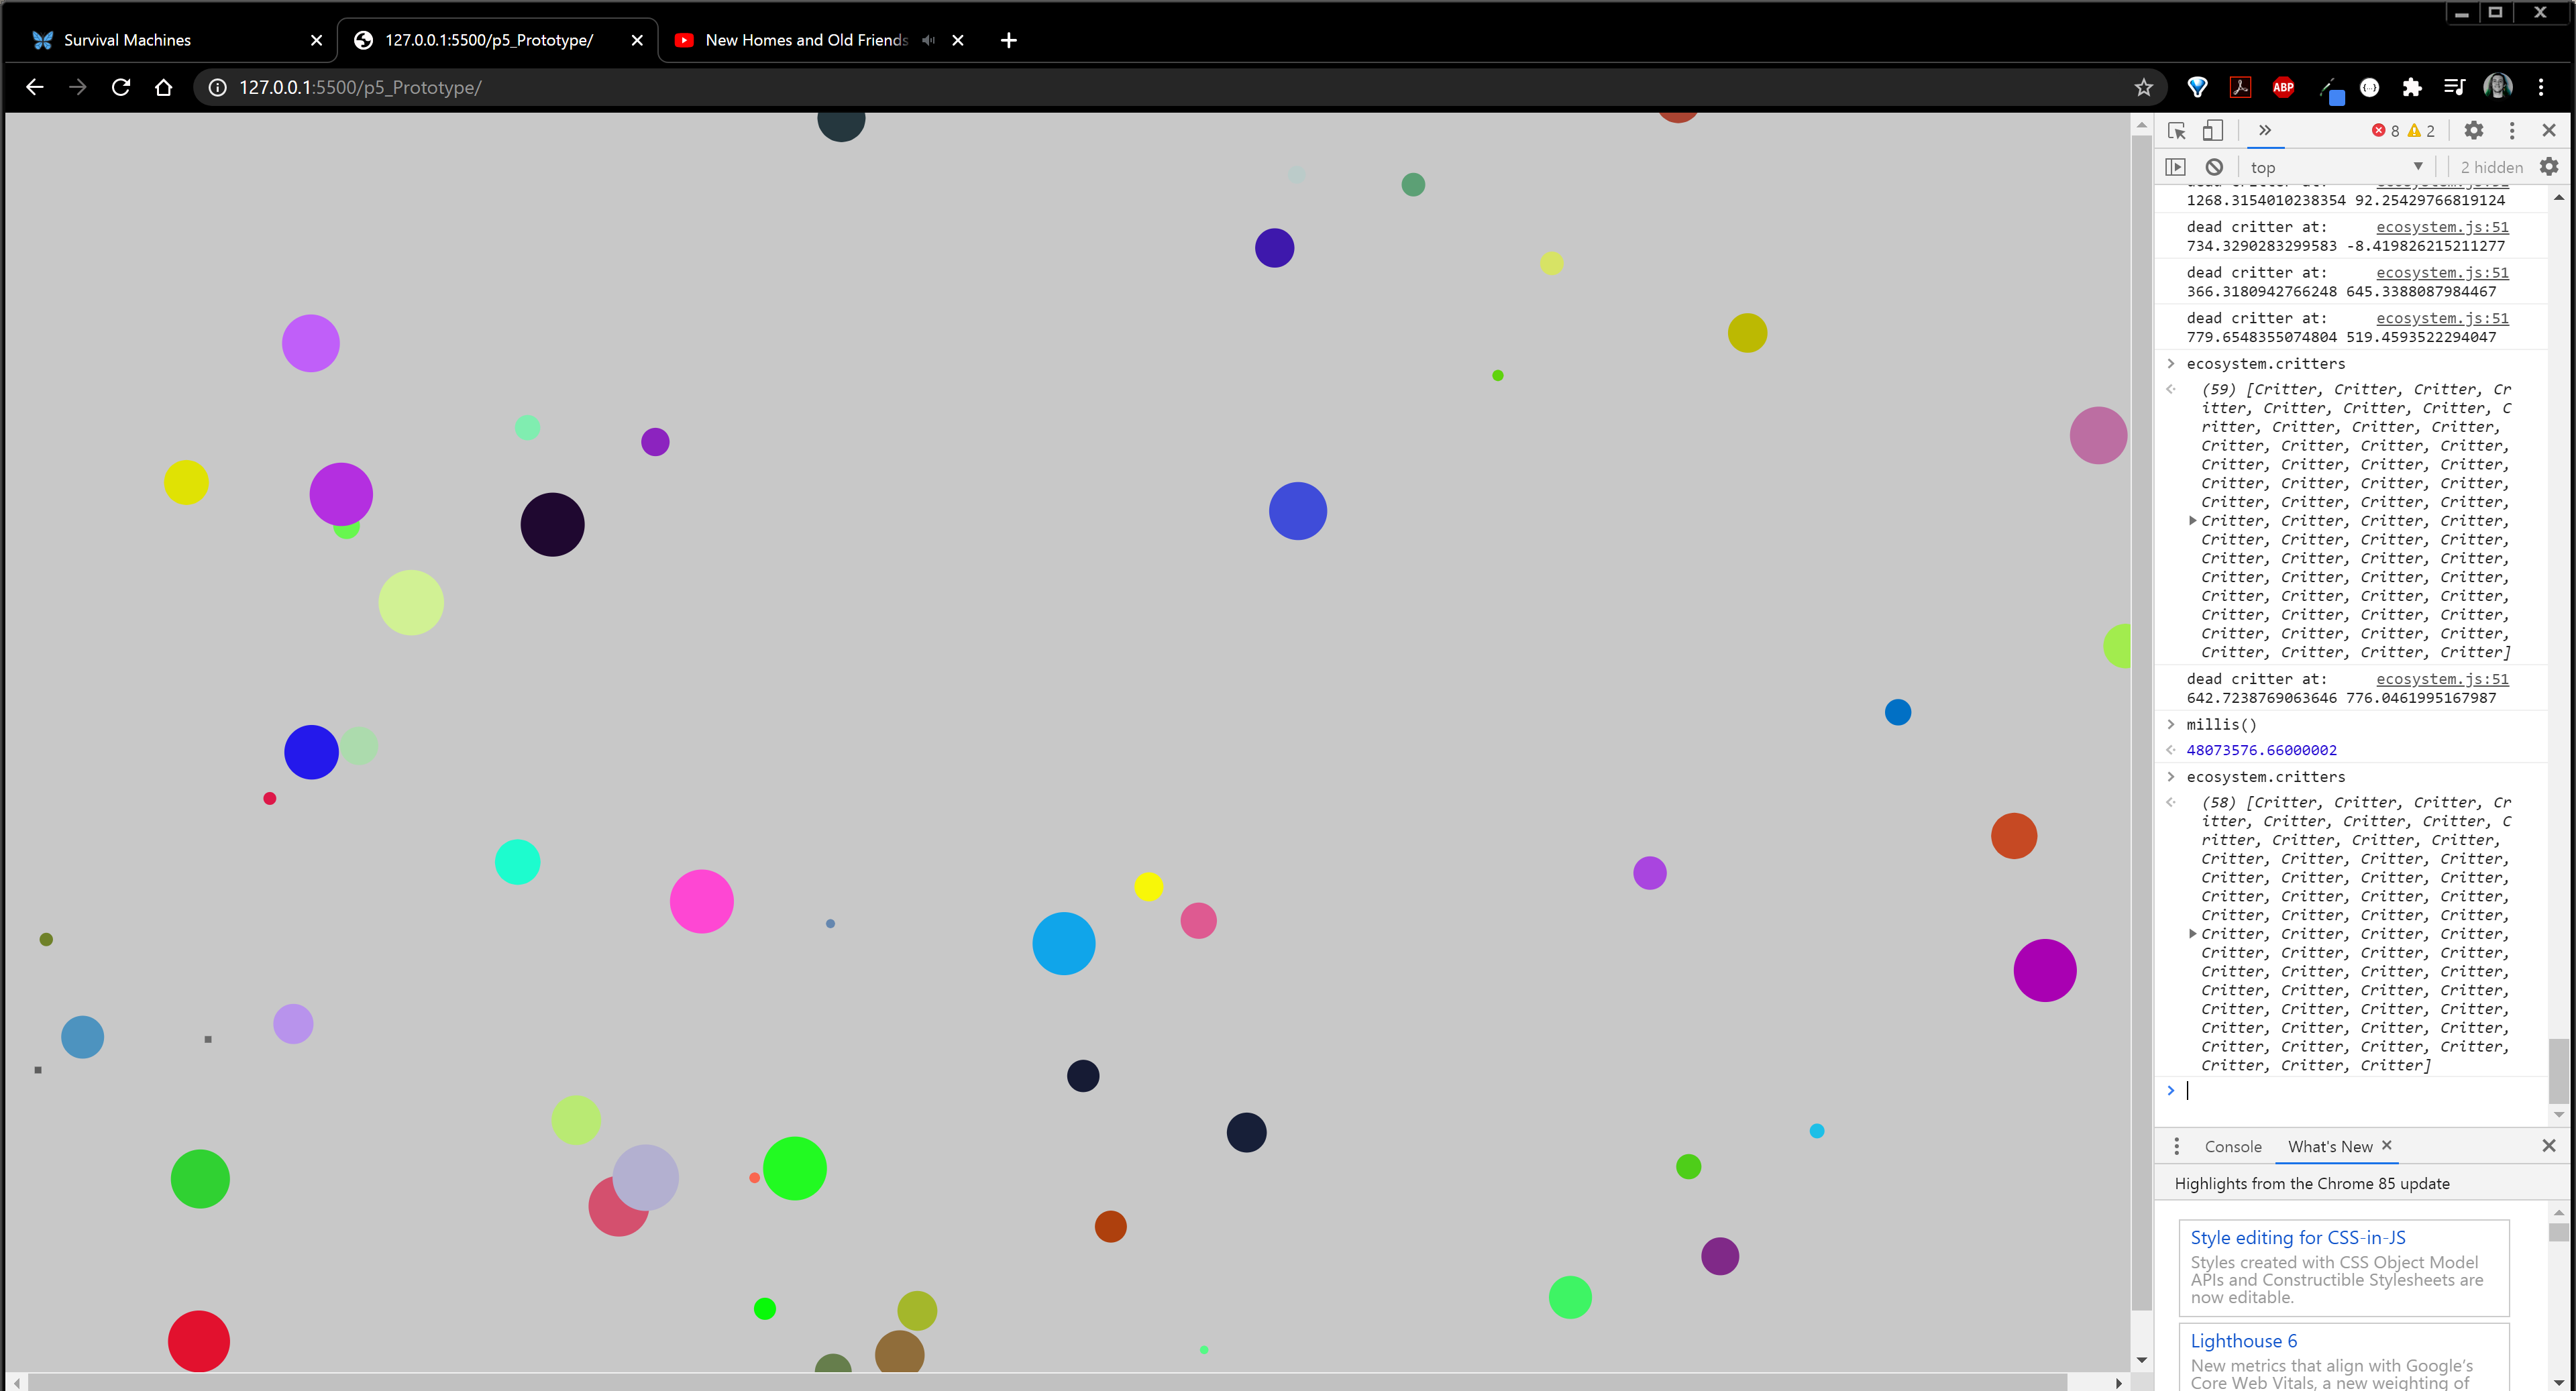 Survival Machines
127.0.0.1:5500/p5_Prototype/
New Homes and Old Friends
127.0.0.1:5500/p5_Prototype/
ABP
8 2
top
2 hidden
dead critter at: ecosystem.js:51
1268.3154010238354 92.25429766819124
dead critter at: ecosystem.js:51
734.3290283299583 -8.419826215211277
dead critter at: ecosystem.js:51
366.3180942766248 645.3388087984467
dead critter at: ecosystem.js:51
779.6548355074804 519.4593522294047
> ecosystem.critters
(59) [Critter, Critter, Critter, Cr
itter, Critter, Critter, Critter, C
ritter, Critter, Critter, Critter,
Critter, Critter, Critter, Critter,
Critter, Critter, Critter, Critter,
Critter, Critter, Critter, Critter,
Critter, Critter, Critter, Critter,
Critter, Critter, Critter, Critter,
Critter, Critter, Critter, Critter,
Critter, Critter, Critter, Critter,
Critter, Critter, Critter, Critter,
Critter, Critter, Critter, Critter,
Critter, Critter, Critter, Critter,
Critter, Critter, Critter, Critter,
Critter, Critter, Critter, Critter]
dead critter at: ecosystem.js:51
642.7238769063646 776.0461995167987
> millis()
48073576.66000002
> ecosystem.critters
(58) [Critter, Critter, Critter, Cr
itter, Critter, Critter, Critter, C
ritter, Critter, Critter, Critter,
Critter, Critter, Critter, Critter,
Critter, Critter, Critter, Critter,
Critter, Critter, Critter, Critter,
Critter, Critter, Critter, Critter,
Critter, Critter, Critter, Critter,
Critter, Critter, Critter, Critter,
Critter, Critter, Critter, Critter,
Critter, Critter, Critter, Critter,
Critter, Critter, Critter, Critter,
Critter, Critter, Critter, Critter,
Critter, Critter, Critter, Critter,
Critter, Critter, Critter]
>
Console What's New
Highlights from the Chrome 85 update
Style editing for CSS-in-JS
Styles created with CSS Object Model
APIs and Constructible Stylesheets are
now editable.
Lighthouse 6
New metrics that align with Google's
Core Web Vitals, a new weighting of